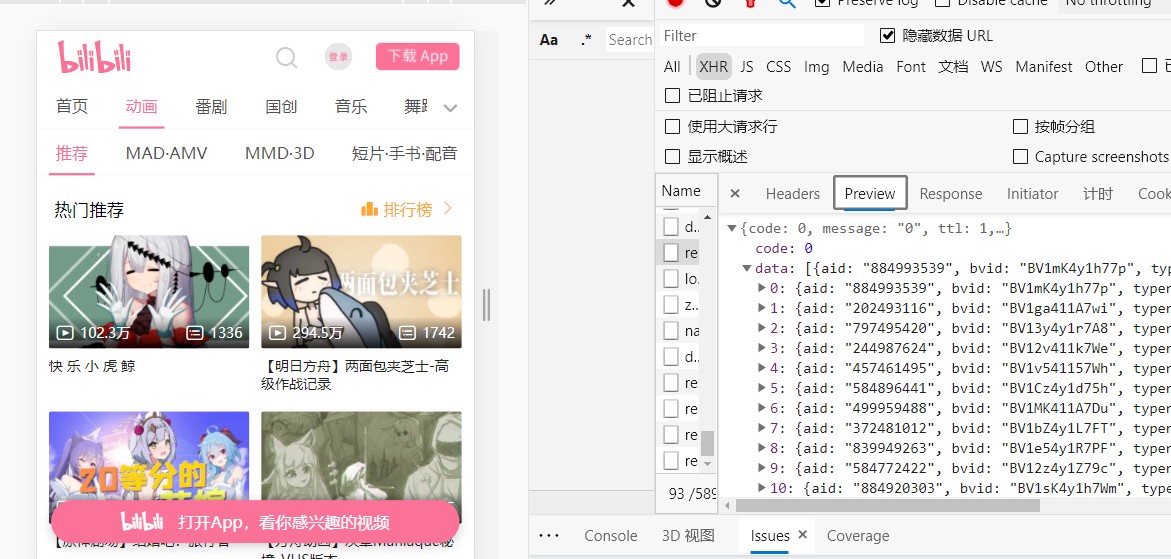 bilibili
登录
下载 App
首页 动画 番剧 国创 音乐
推荐 MAD·AMV MMD·3D 短片·手书·配音
热门推荐 排行榜
两面包夹芝士
102.3万 1336 294.5万 1742
快 乐 小 虎 鲸
【明日方舟】两面包夹芝士-高
级作战记录
20等分的
bilibili 打开App，看你感兴趣的视频
Aa .* Search
Preserve log Disable cache No throttling
Filter 隐藏数据 URL
All XHR JS CSS Img Media Font 文档 WS Manifest Other
已阻止请求
使用大请求行 按帧分组
显示概述 Capture screenshots
Name × Headers Preview Response Initiator 计时 Cook
d..
re
lo.
z..
na
d..
re
re
re
re
93 /589
{code: 0, message: "0", ttl: 1,…}
code: 0
data: [{aid: "884993539", bvid: "BV1mK4y1h77p", typ
0: {aid: "884993539", bvid: "BV1mK4y1h77p", typen
1: {aid: "202493116", bvid: "BV1ga411A7wi", typen
2: {aid: "797495420", bvid: "BV13y4y1r7A8", typen
3: {aid: "244987624", bvid: "BV12v411k7We", typen
4: {aid: "457461495", bvid: "BV1v541157Wh", typen
5: {aid: "584896441", bvid: "BV1Cz4y1d75h", typen
6: {aid: "499959488", bvid: "BV1MK411A7Du", typen
7: {aid: "372481012", bvid: "BV1bZ4y1L7FT", typen
8: {aid: "839949263", bvid: "BV1e54y1R7PF", typen
9: {aid: "584772422", bvid: "BV12z4y1Z79c", typen
10: {aid: "884920303", bvid: "BV1sK4y1h7Wm", type
Console 3D 视图 Issues × Coverage